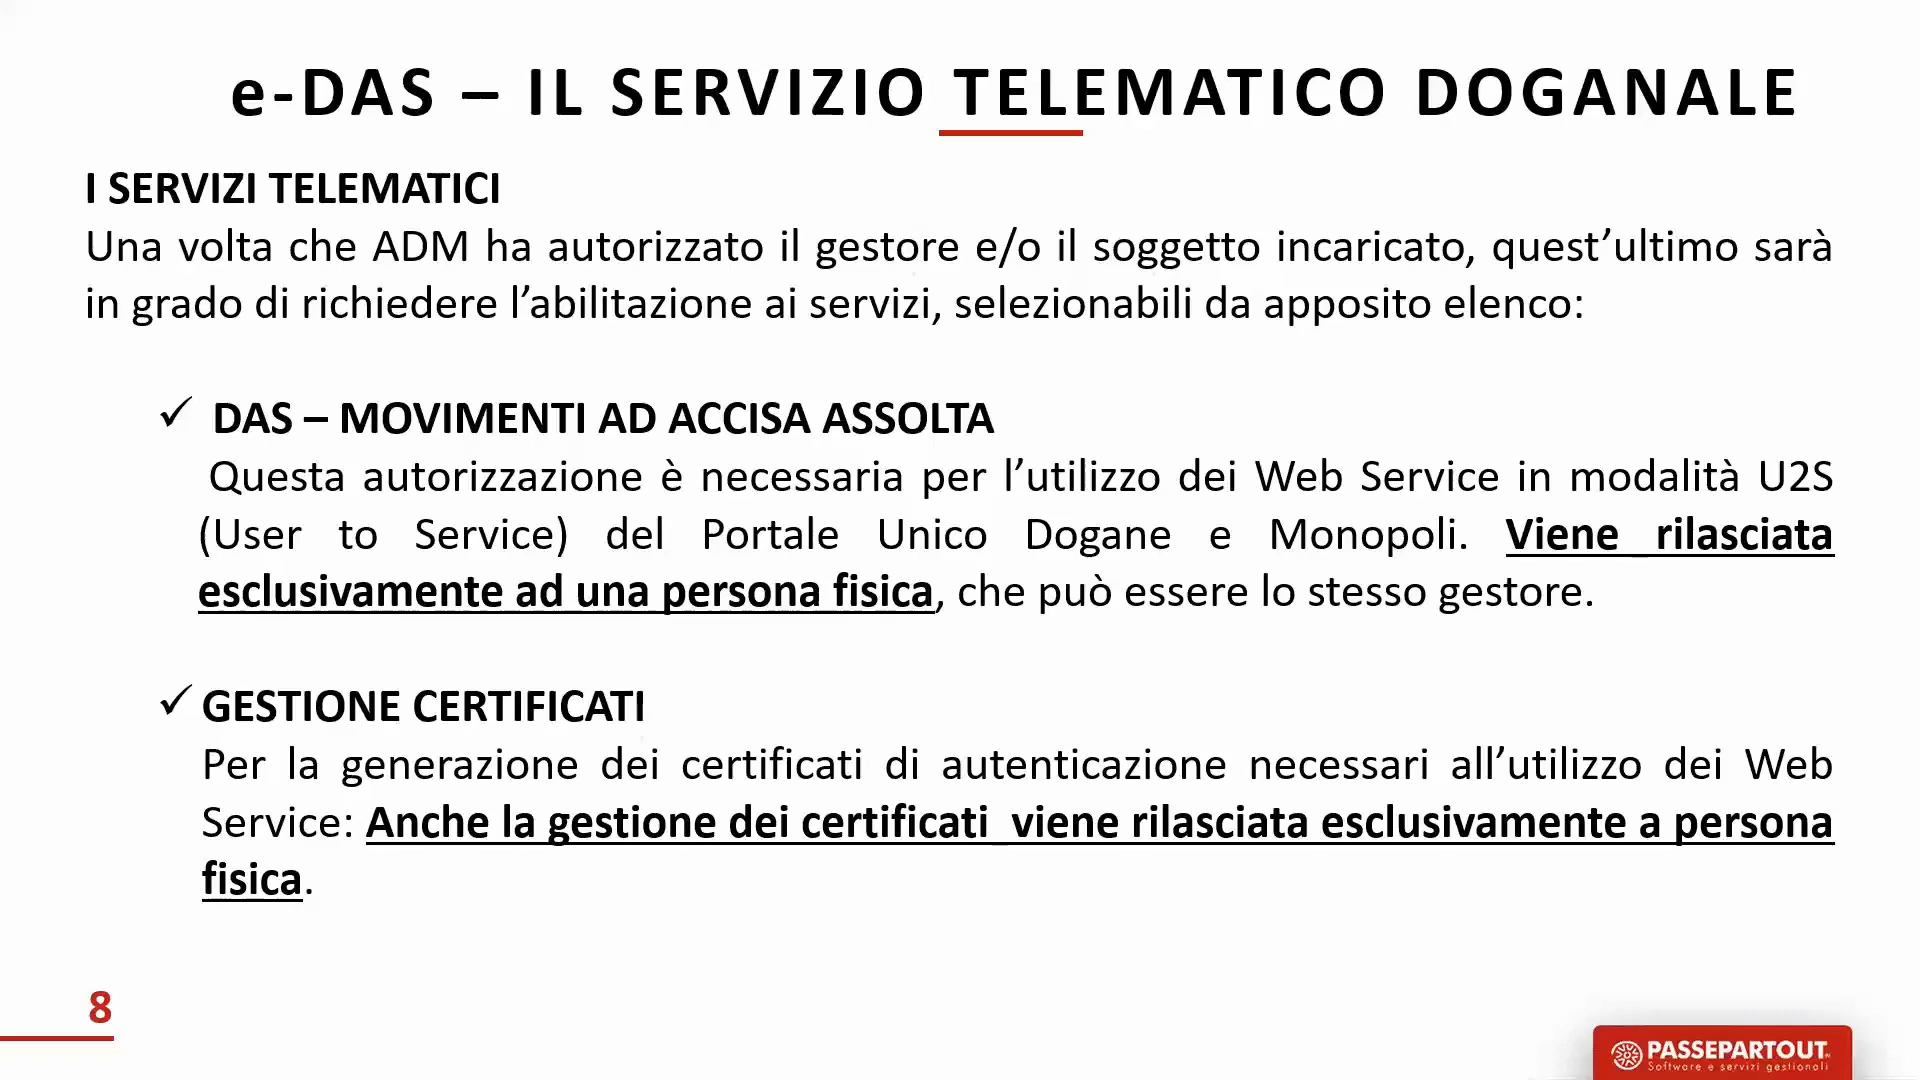 e-DAS – IL SERVIZIO TELEMATICO DOGANALE
I SERVIZI TELEMATICI
Una volta che ADM ha autorizzato il gestore e/o il soggetto incaricato, quest’ultimo sarà
in grado di richiedere l’abilitazione ai servizi, selezionabili da apposito elenco:
✓ DAS – MOVIMENTI AD ACCISA ASSOLTA
Questa autorizzazione è necessaria per l’utilizzo dei Web Service in modalità U2S
(User to Service) del Portale Unico Dogane e Monopoli. Viene rilasciata
esclusivamente ad una persona fisica, che può essere lo stesso gestore.
✓ GESTIONE CERTIFICATI
Per la generazione dei certificati di autenticazione necessari all’utilizzo dei Web
Service: Anche la gestione dei certificati viene rilasciata esclusivamente a persona
fisica.
8
PASSEPARTOUT
Software e servizi gestionali